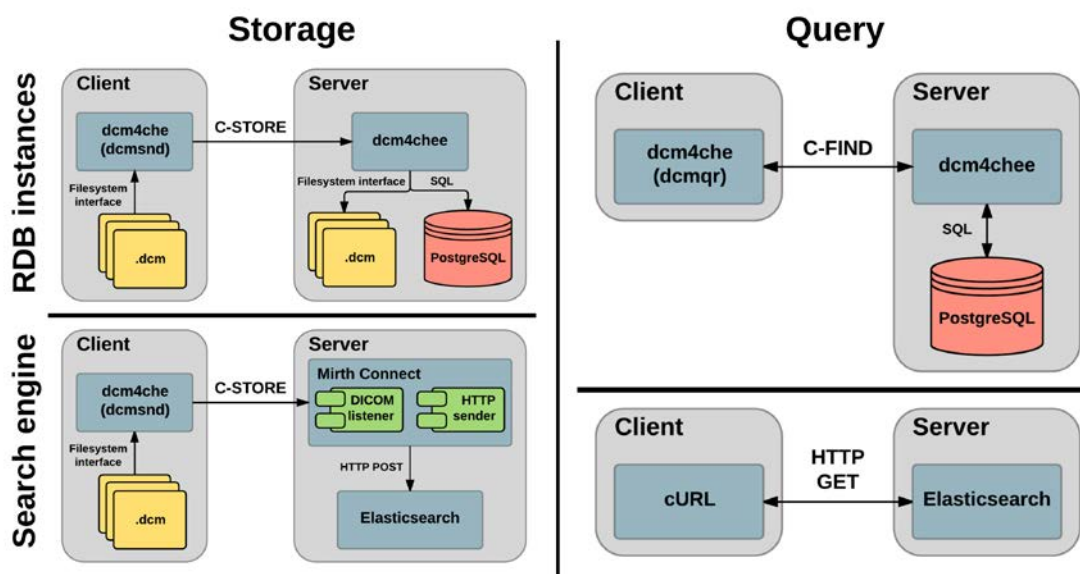 Storage
Query
RDB instances
Client
dcm4che
(dcmsnd)
Filesystem
interface
.dcm
C-STORE
Server
dcm4chee
Filesystem interface
SQL
.dcm
PostgreSQL
Client
dcm4che
(dcmqr)
C-FIND
Server
dcm4chee
SQL
PostgreSQL
Search engine
Client
dcm4che
(dcmsnd)
Filesystem
interface
.dcm
C-STORE
Server
Mirth Connect
DICOM
listener
HTTP
sender
HTTP POST
Elasticsearch
Client
cURL
HTTP
GET
Server
Elasticsearch